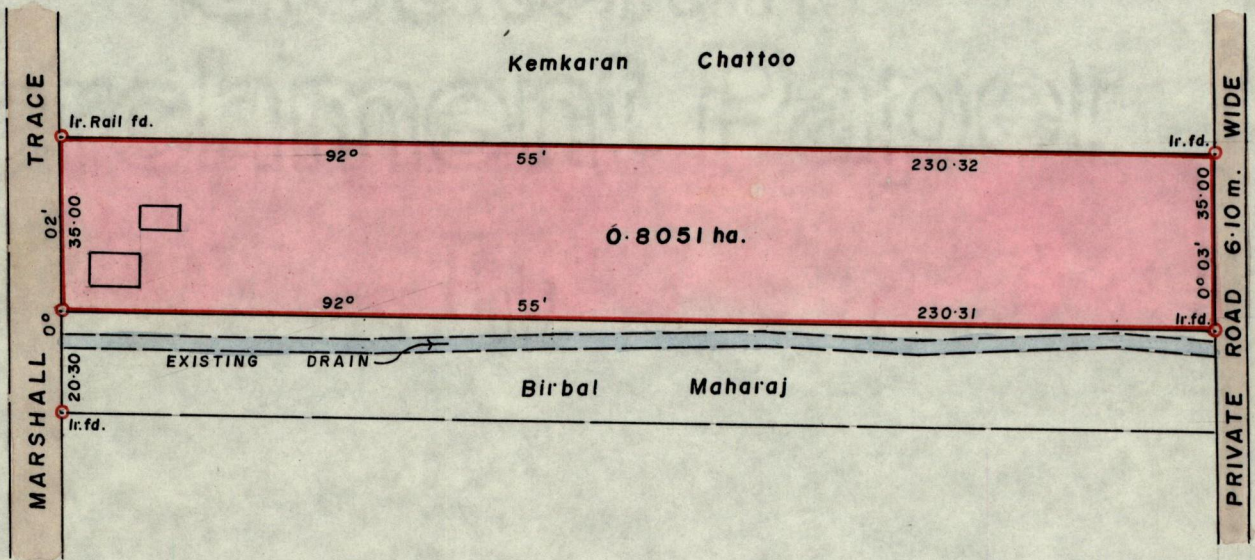 Kemkaran Chattoo
MARSHALL TRACE
PRIVATE ROAD 6·10 m. WIDE
Ir. Rail fd.
Ir. fd.
92° 55' 230·32
0° 02'
35·00
35·00
0° 03'
0·8051 ha.
92° 55' 230·31
Ir. fd.
EXISTING DRAIN
20·30
Birbal Maharaj
Ir. fd.